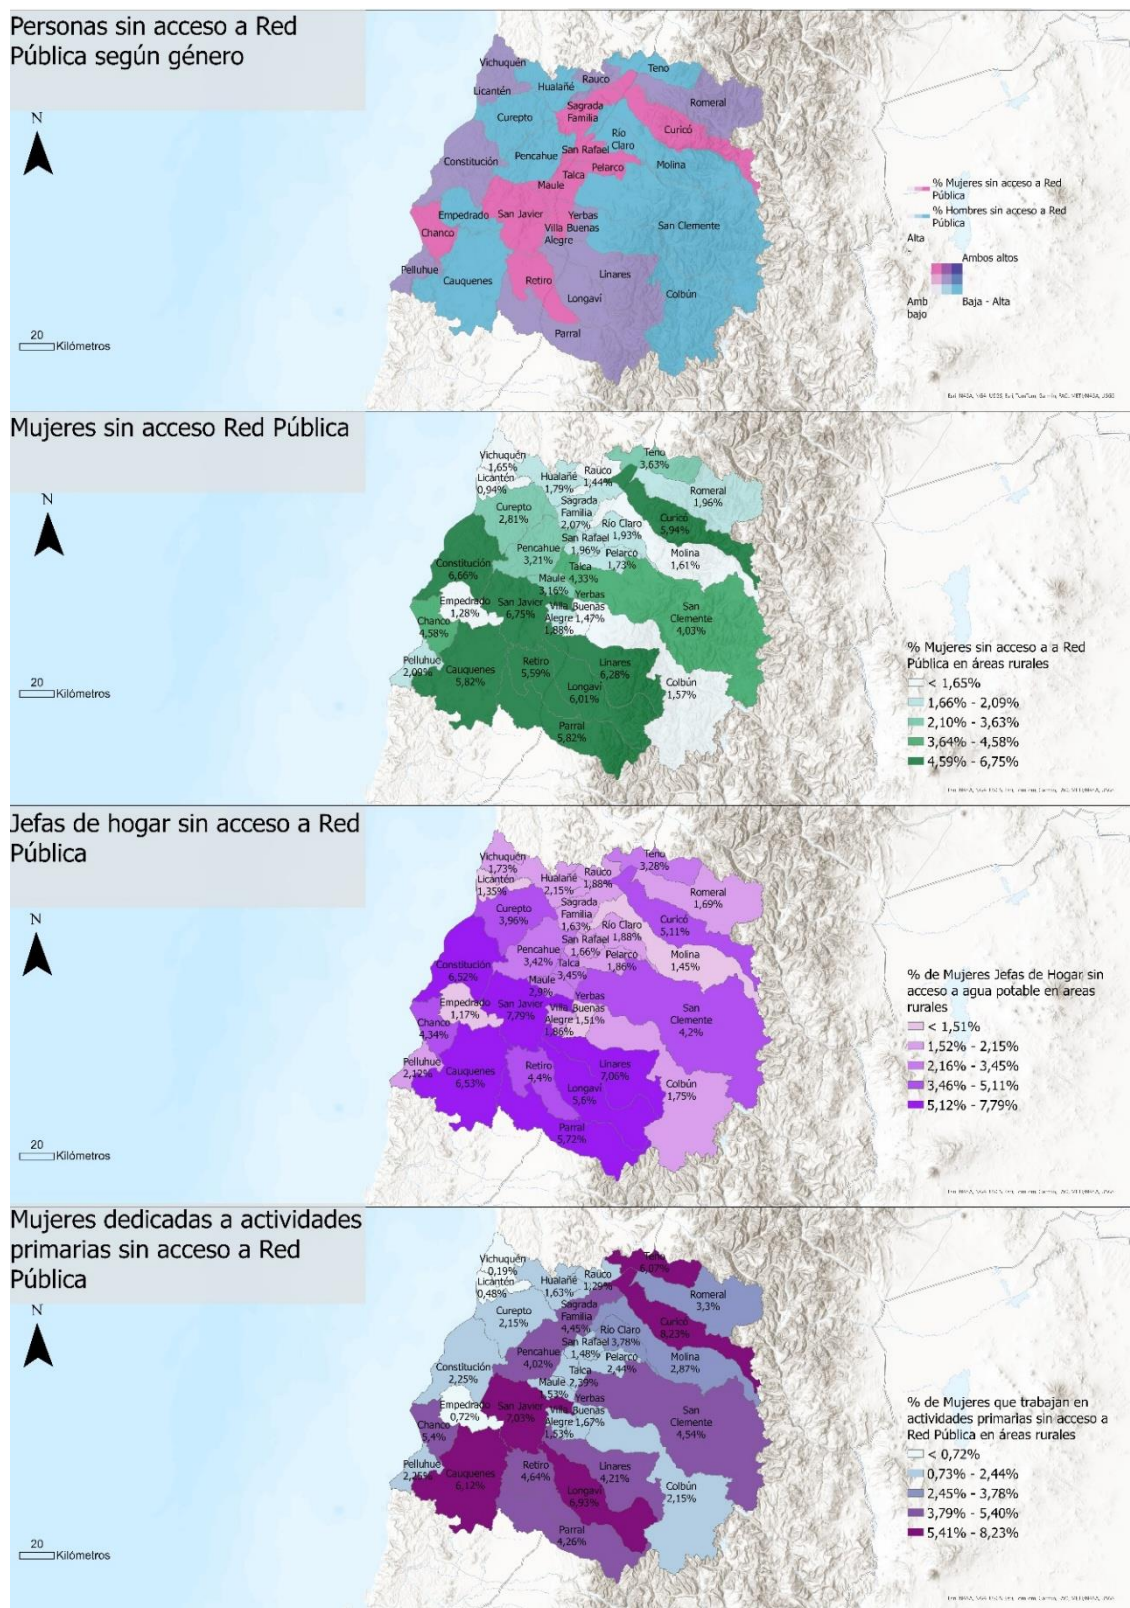 Personas sin acceso a Red
Pública según género
N
20
Kilómetros
Vichuquén
Licantén
Hualañé
Rauco
Teno
Romeral
Curepto
Sagrada
Familia
Río
Claro
Curicó
Constitución
Pencahue
San Rafael
Pelarco
Molina
Talca
Maule
Empedrado
San Javier
Yerbas
Villa Buenas
Alegre
San Clemente
Chanco
Pelluhue
Cauquenes
Retiro
Linares
Longaví
Colbún
Parral
% Mujeres sin acceso a Red
Pública
% Hombres sin acceso a Red
Pública
Alta
Ambos altos
Amb
bajo
Baja - Alta
Mujeres sin acceso Red Pública
N
20
Kilómetros
Vichuquén
1,65%
Licantén
0,94%
Hualañé
1,79%
Rauco
1,44%
Teno
3,63%
Romeral
1,96%
Curepto
2,81%
Sagrada
Familia
2,07%
Río Claro
1,93%
Curicó
5,94%
San Rafael
1,96%
Pencahue
3,21%
Pelarco
1,73%
Molina
1,61%
Constitución
6,66%
Talca
4,33%
Maule
3,16%
Empedrado
1,28%
San Javier
6,75%
Yerbas
Villa Buenas
Alegre 1,47%
1,88%
San
Clemente
4,03%
Chanco
4,58%
Pelluhue
2,09%
Cauquenes
5,82%
Retiro
5,59%
Linares
6,28%
Longaví
6,01%
Colbún
1,57%
Parral
5,82%
% Mujeres sin acceso a a Red
Pública en áreas rurales
< 1,65%
1,66% - 2,09%
2,10% - 3,63%
3,64% - 4,58%
4,59% - 6,75%
Jefas de hogar sin acceso a Red
Pública
N
20
Kilómetros
Vichuquén
1,73%
Licantén
1,35%
Hualañé
2,15%
Rauco
1,88%
Teno
3,28%
Romeral
1,69%
Curepto
3,96%
Sagrada
Familia
1,63%
Río Claro
1,88%
Curicó
5,11%
San Rafael
1,66%
Pencahue
3,42%
Pelarco
1,86%
Molina
1,45%
Constitución
6,52%
Talca
3,45%
Maule
2,9%
Empedrado
1,17%
San Javier
7,79%
Yerbas
Villa Buenas
Alegre 1,51%
1,86%
San
Clemente
4,2%
Chanco
4,34%
Pelluhue
2,12%
Cauquenes
6,53%
Retiro
4,4%
Linares
7,06%
Longaví
5,6%
Colbún
1,75%
Parral
5,72%
% de Mujeres Jefas de Hogar sin
acceso a agua potable en areas
rurales
< 1,51%
1,52% - 2,15%
2,16% - 3,45%
3,46% - 5,11%
5,12% - 7,79%
Mujeres dedicadas a actividades
primarias sin acceso a Red
Pública
N
20
Kilómetros
Vichuquén
0,19%
Licantén
0,48%
Hualañé
1,63%
Rauco
1,29%
Teno
6,07%
Romeral
3,3%
Curepto
2,15%
Sagrada
Familia
4,45%
Río Claro
3,78%
Curicó
8,23%
San Rafael
1,48%
Pencahue
4,02%
Pelarco
2,44%
Molina
2,87%
Constitución
2,25%
Talca
2,39%
Maule
1,53%
Empedrado
0,72%
San Javier
7,03%
Yerbas
Villa Buenas
Alegre 1,67%
1,53%
San
Clemente
4,54%
Chanco
5,4%
Pelluhue
2,25%
Cauquenes
6,12%
Retiro
4,64%
Linares
4,21%
Longaví
6,93%
Colbún
2,15%
Parral
4,26%
% de Mujeres que trabajan en
actividades primarias sin acceso a
Red Pública en áreas rurales
< 0,72%
0,73% - 2,44%
2,45% - 3,78%
3,79% - 5,40%
5,41% - 8,23%